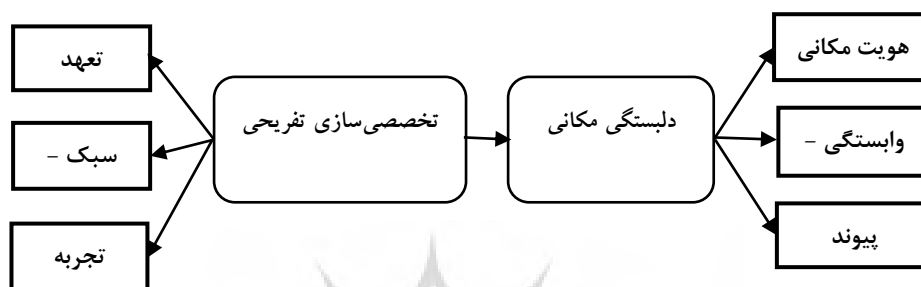 هویت مکانی
وابستگی -
پیوند
دلبستگی مکانی
تخصصی‌سازی تفریحی
تعهد
سبک -
تجربه